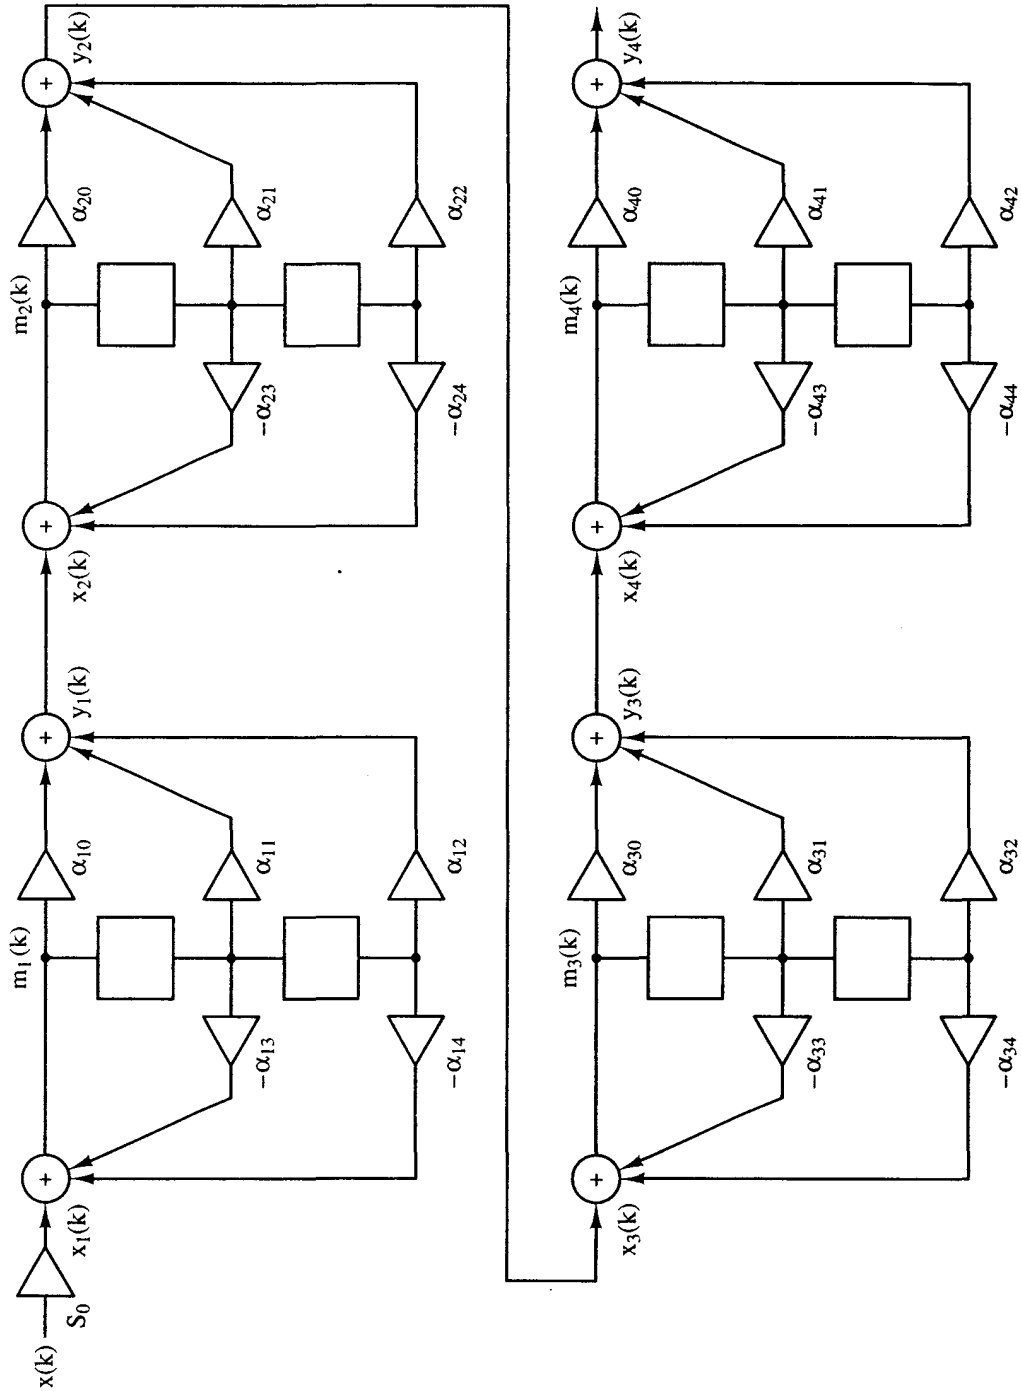 x(k)
S₀
x₁(k)
+
m₁(k)
α₁₀
+
y₁(k)
-α₁₃
α₁₁
-α₁₄
α₁₂
x₂(k)
+
m₂(k)
α₂₀
+
y₂(k)
-α₂₃
α₂₁
-α₂₄
α₂₂
x₃(k)
+
m₃(k)
α₃₀
+
y₃(k)
-α₃₃
α₃₁
-α₃₄
α₃₂
x₄(k)
+
m₄(k)
α₄₀
+
y₄(k)
-α₄₃
α₄₁
-α₄₄
α₄₂